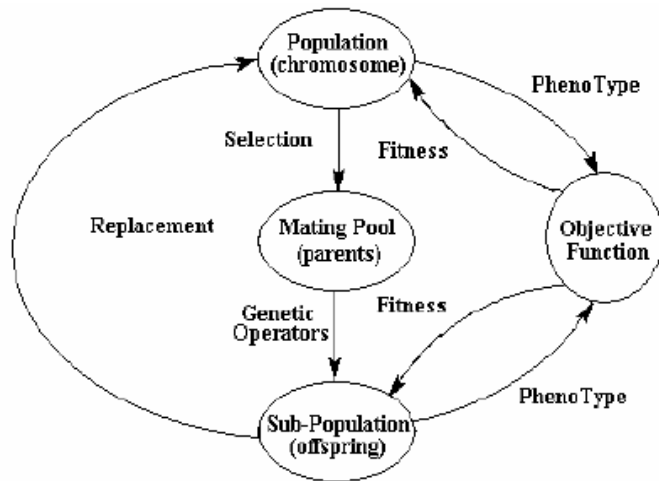 Population
(chromosome)
PhenoType
Selection
Fitness
Replacement
Mating Pool
(parents)
Objective
Function
Genetic
Operators
Fitness
PhenoType
Sub-Population
(offspring)